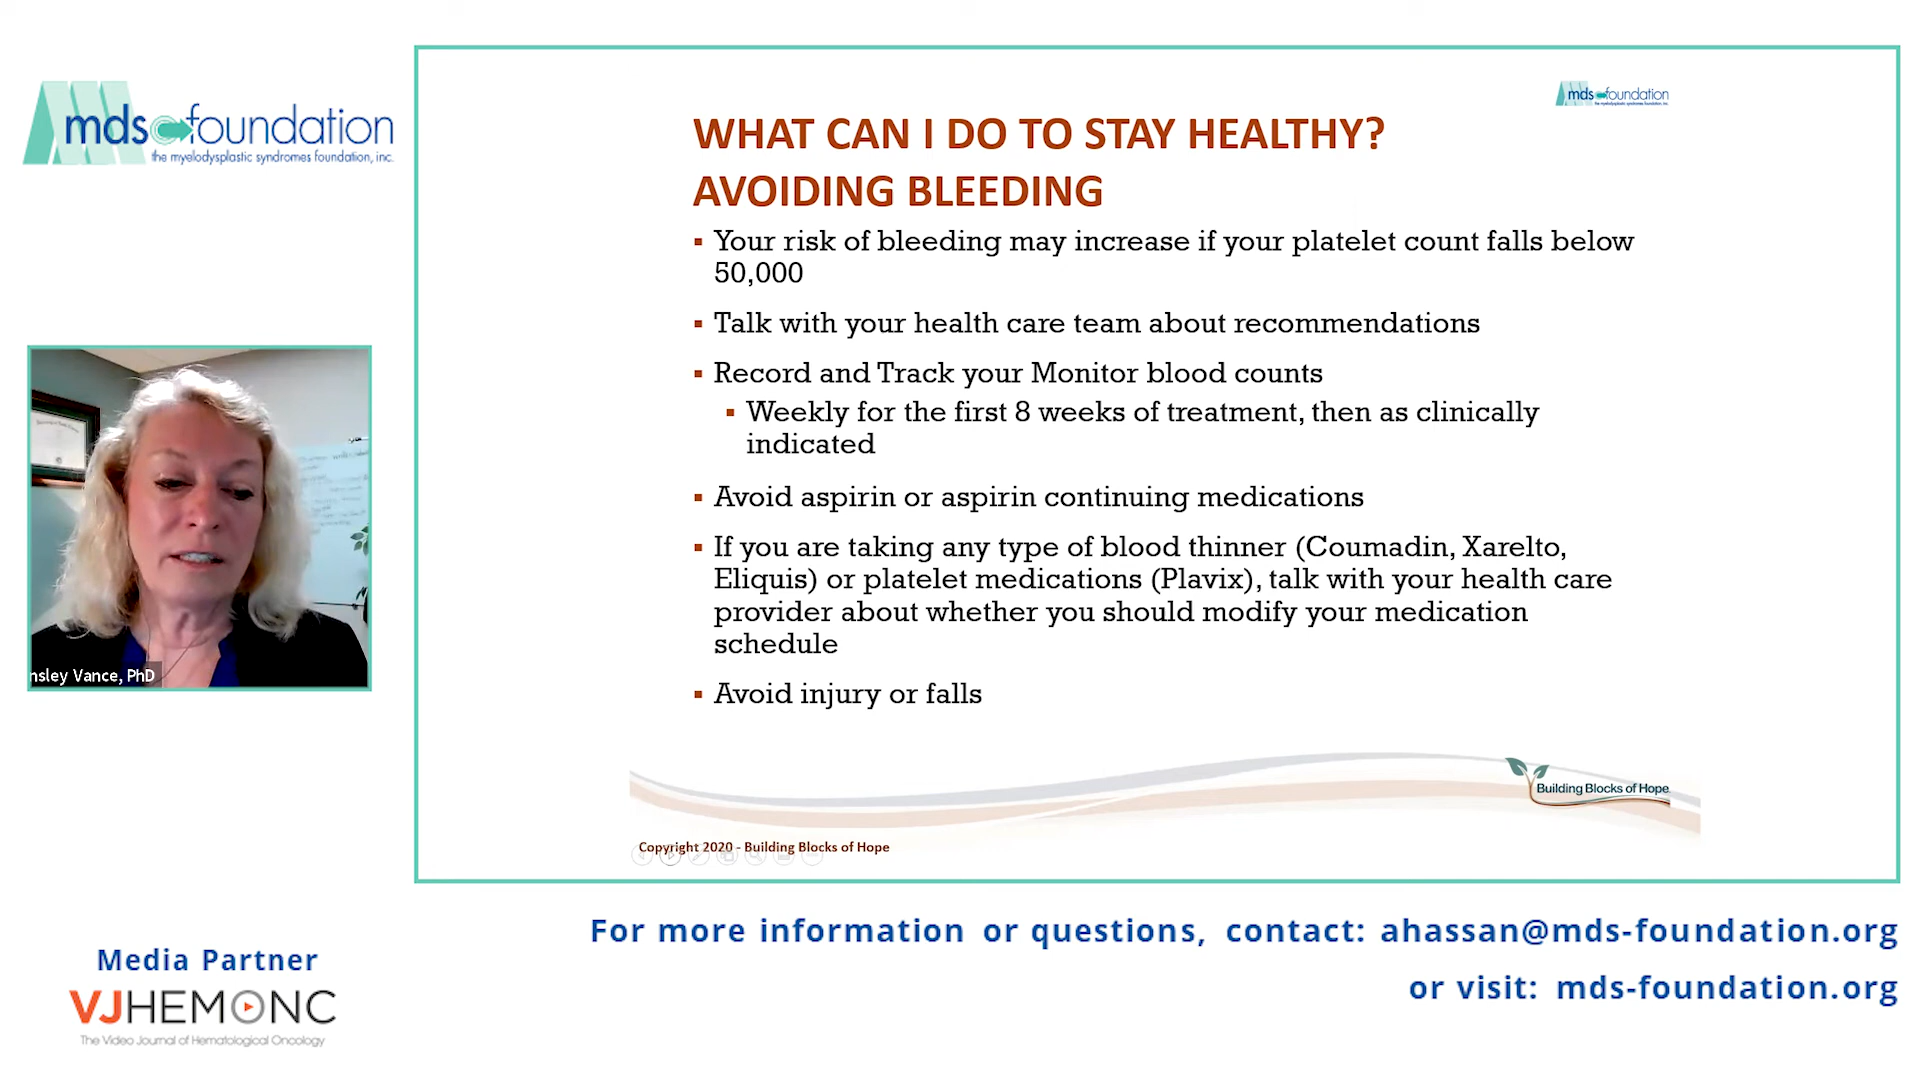 mds foundation
the myelodysplastic syndromes foundation, inc.
mds foundation
the myelodysplastic syndromes foundation, inc.
WHAT CAN I DO TO STAY HEALTHY?
AVOIDING BLEEDING
▪ Your risk of bleeding may increase if your platelet count falls below
50,000
▪ Talk with your health care team about recommendations
▪ Record and Track your Monitor blood counts
▪ Weekly for the first 8 weeks of treatment, then as clinically
indicated
▪ Avoid aspirin or aspirin continuing medications
▪ If you are taking any type of blood thinner (Coumadin, Xarelto,
Eliquis) or platelet medications (Plavix), talk with your health care
provider about whether you should modify your medication
schedule
▪ Avoid injury or falls
Building Blocks of Hope
Copyright 2020 - Building Blocks of Hope
nsley Vance, PhD
For more information or questions, contact: ahassan@mds-foundation.org
or visit: mds-foundation.org
Media Partner
VJHEMONC
The Video Journal of Hematological Oncology